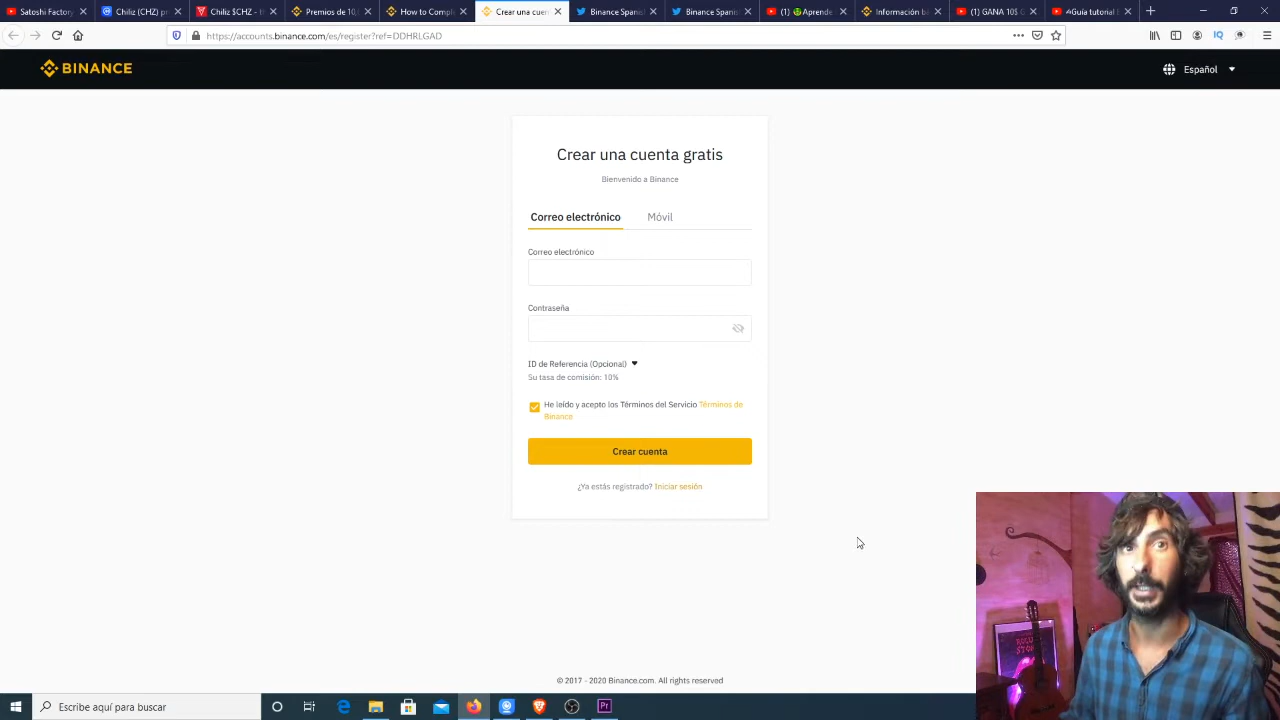 Satoshi Factory
Chiliz (CHZ) pr
Chiliz $CHZ - th
Premios de 10.
How to Comple
Crear una cuen
Binance Spanis
Binance Spanis
(1) Aprende
Información b
(1) GANA 10$ G
Guía tutorial
https://accounts.binance.com/es/register?ref=DDHRLGAD
IQ
BINANCE
Español
Crear una cuenta gratis
Bienvenido a Binance
Correo electrónico Móvil
Correo electrónico
Contraseña
ID de Referencia (Opcional)
Su tasa de comisión: 10%
He leído y acepto los Términos del Servicio Términos de
Binance
Crear cuenta
¿Ya estás registrado? Iniciar sesión
© 2017 - 2020 Binance.com. All rights reserved
Escribe aquí para buscar
Pr